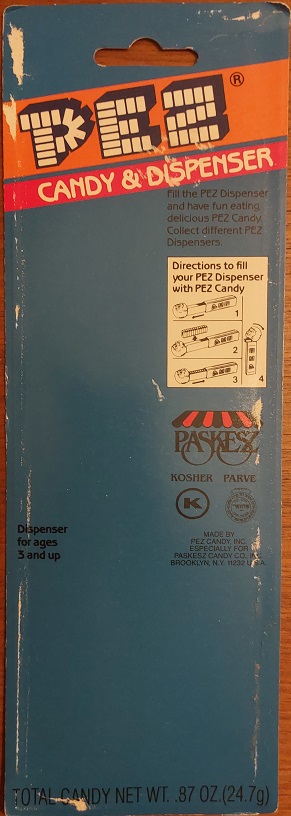 PEZ®
CANDY & DISPENSER
Fill the PEZ Dispenser
and have fun eating
delicious PEZ Candy.
Collect different PEZ
Dispensers.
Directions to fill
your PEZ Dispenser
with PEZ Candy
1
2
3 4
PASKESZ
KOSHER PARVE
K
Dispenser
for ages
3 and up
MADE BY
PEZ CANDY, INC.
ESPECIALLY FOR
PASKESZ CANDY CO., INC.
BROOKLYN, N.Y. 11232 U.S.A
TOTAL CANDY NET WT. .87 OZ.(24.7g)